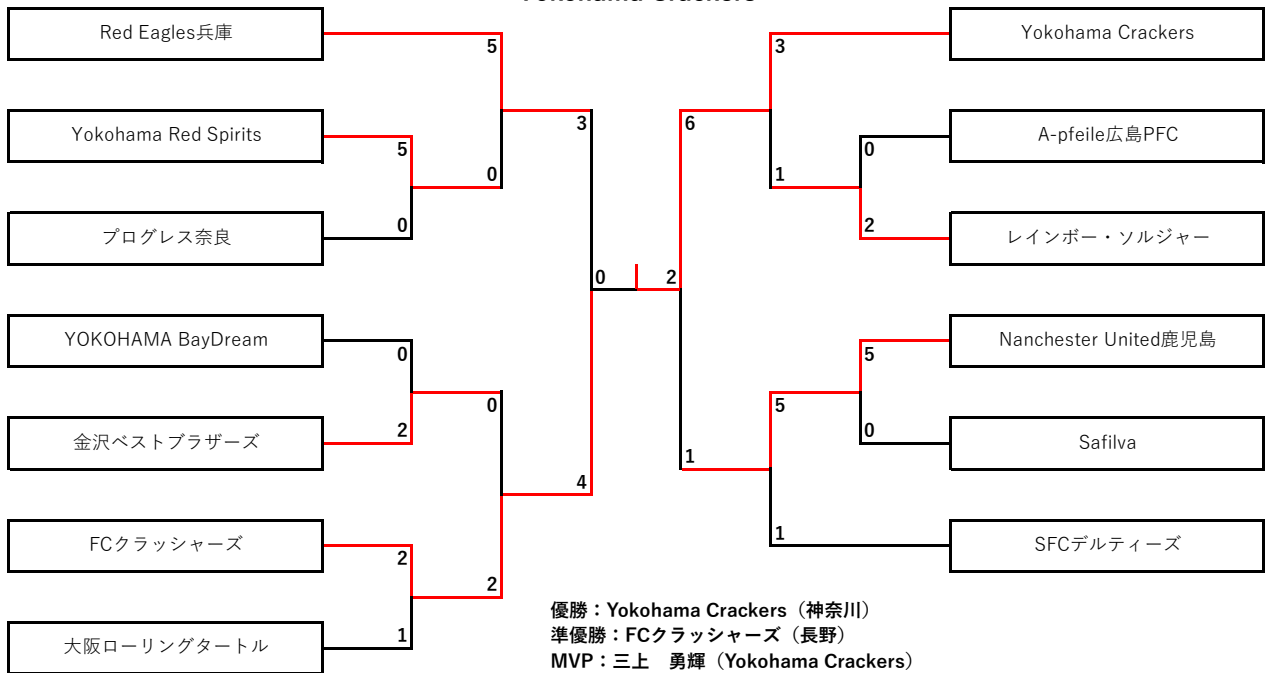 Yokohama Crackers
Red Eagles兵庫
5
Yokohama Red Spirits
5
0
プログレス奈良
0
3
YOKOHAMA BayDream
0
金沢ベストブラザーズ
2
0
FCクラッシャーズ
2
2
大阪ローリングタートル
1
4
0
2
3
Yokohama Crackers
6
A-pfeile広島PFC
0
1
レインボー・ソルジャー
2
Nanchester United鹿児島
5
5
Safilva
0
1
SFCデルティーズ
1
優勝：Yokohama Crackers（神奈川）
準優勝：FCクラッシャーズ（長野）
MVP：三上　勇輝（Yokohama Crackers）